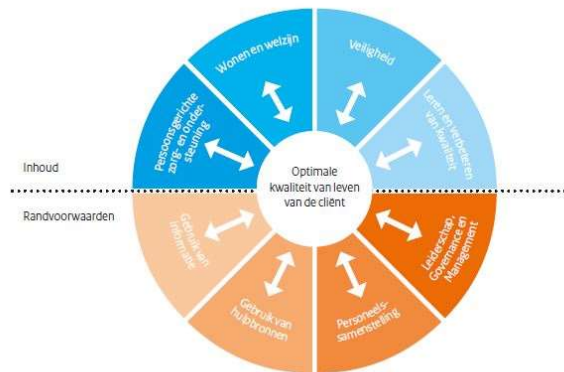 Wonen en welzijn
Veiligheid
Persoonsgerichte
zorg- en onder-
steuning
Leren en verbeteren
van kwaliteit
Inhoud
Optimale
kwaliteit van leven
van de cliënt
Randvoorwaarden
Gebruik van
informatie
Leiderschap,
Governance en
Management
Gebruik van
hulpbronnen
Personeels-
samenstelling